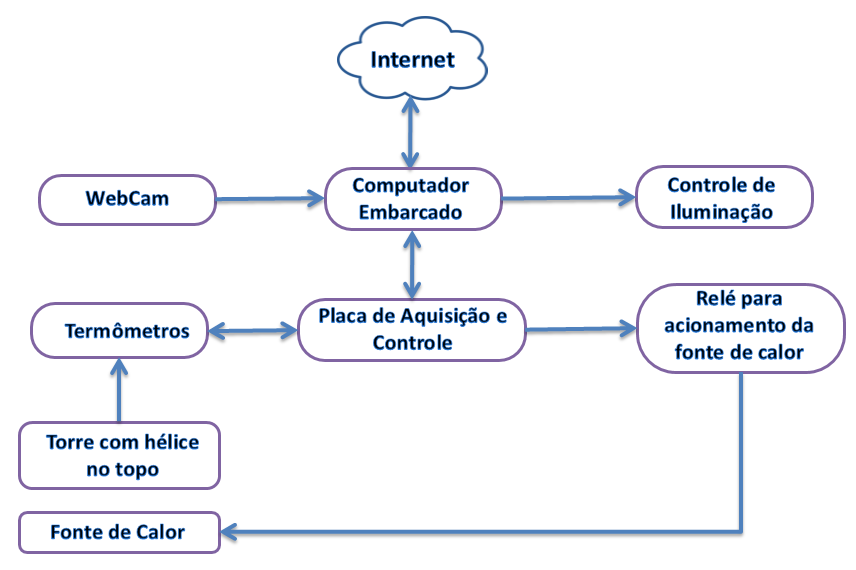 Internet
WebCam
Computador
Embarcado
Controle de
Iluminação
Termômetros
Placa de Aquisição e
Controle
Relé para
acionamento da
fonte de calor
Torre com hélice
no topo
Fonte de Calor